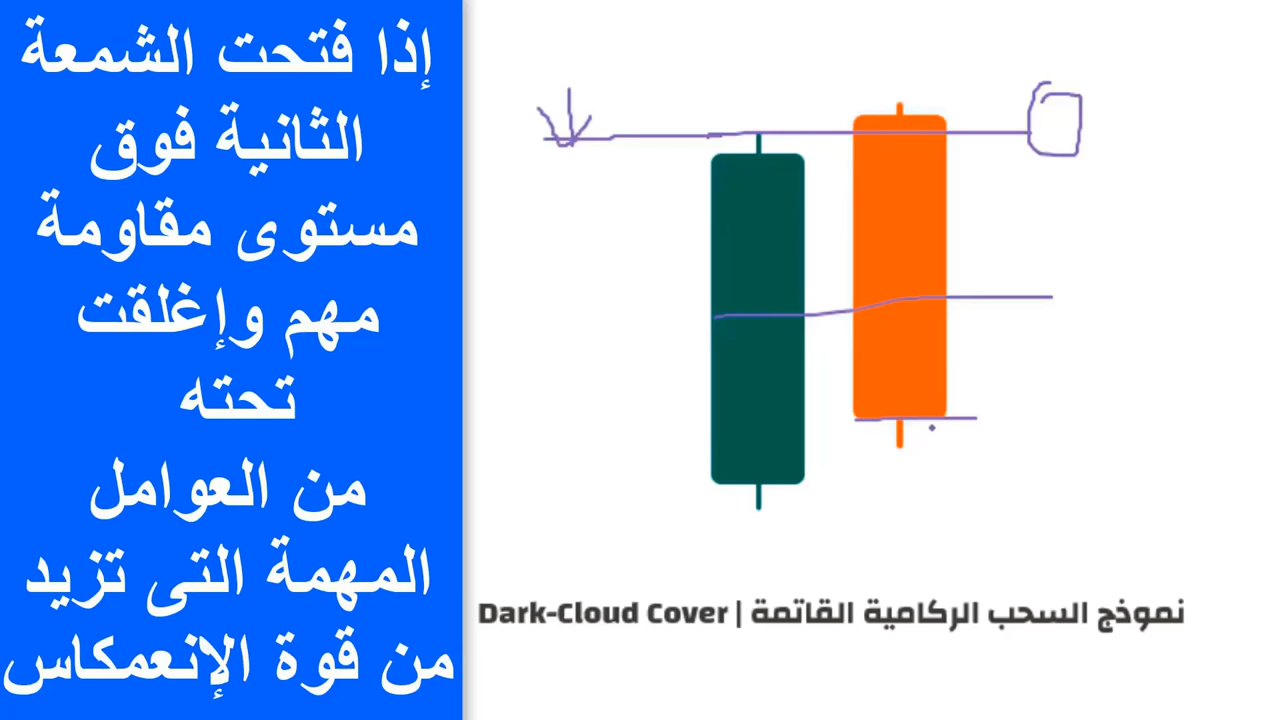 إذا فتحت الشمعة
الثانية فوق
مستوى مقاومة
مهم وإغلقت
تحته
من العوامل
المهمة التى تزيد
من قوة الإنعمكاس
نموذج السحب الركامية القاتمة | Dark-Cloud Cover